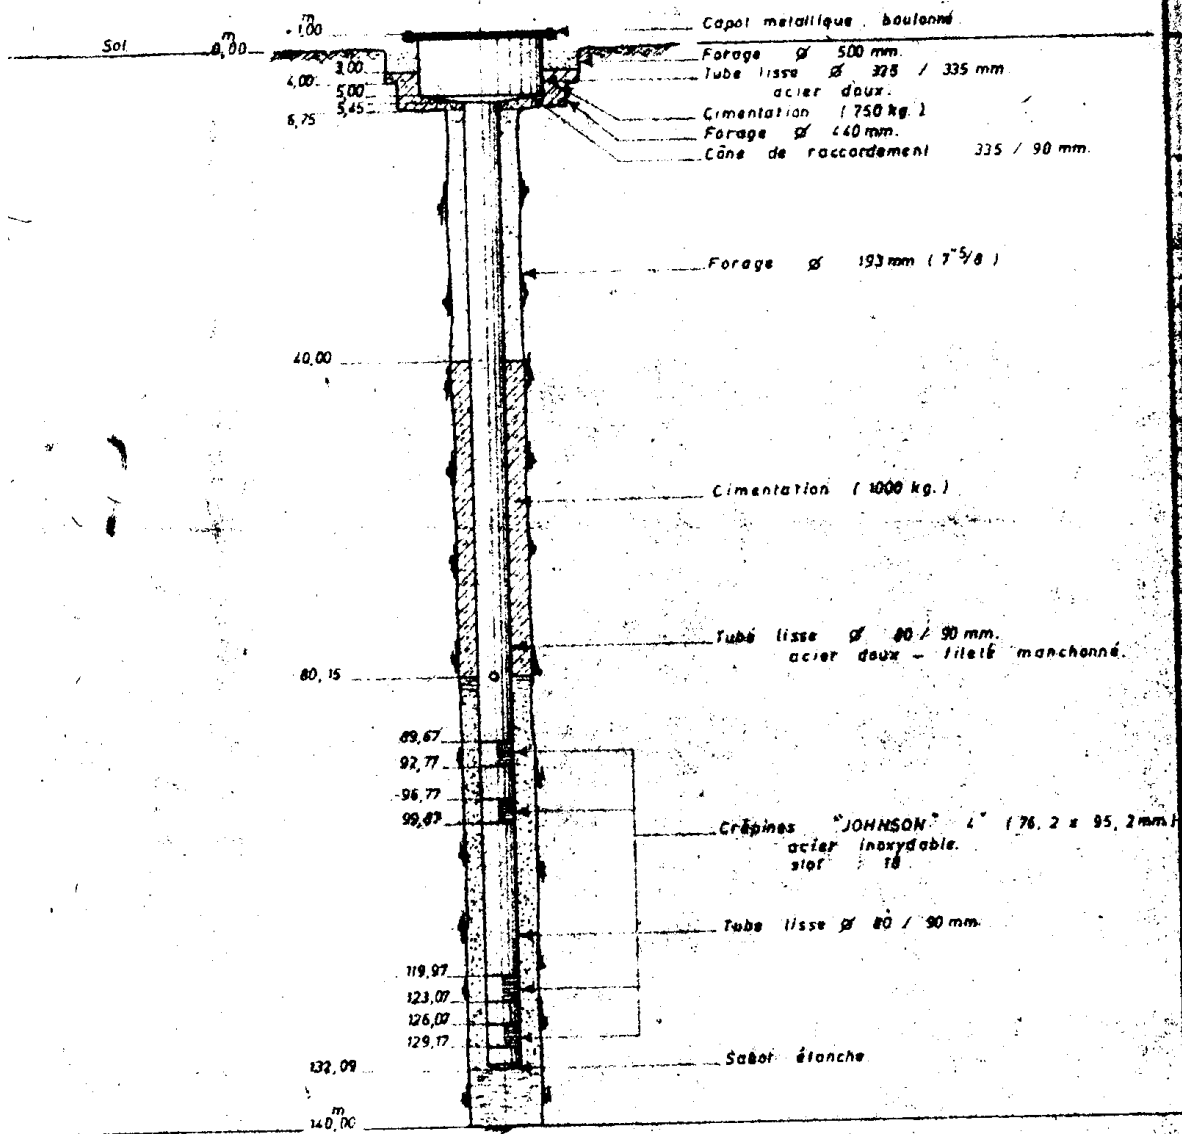 +1,00 m
Capot metallique boulonné
Sol 0,00 m
Forage Ø 500 mm.
3,00
Tube lisse Ø 325 / 335 mm
4,00
acier doux.
5,00
Cimentation (750 kg.)
5,45
6,75
Forage Ø 440 mm.
Cône de raccordement 335 / 90 mm.
Forage Ø 193 mm (7"5/8)
40,00
Cimentation (1000 kg.)
Tube lisse Ø 80 / 90 mm.
acier doux - fileté manchonné.
80,15
89,67
92,77
96,77
99,87
Crépines "JOHNSON" 4" (76,2 x 95,2 mm)
acier inoxydable.
slot 18
Tube lisse Ø 80 / 90 mm.
119,97
123,07
126,07
129,17
Sabot étanche
132,09
140,00 m